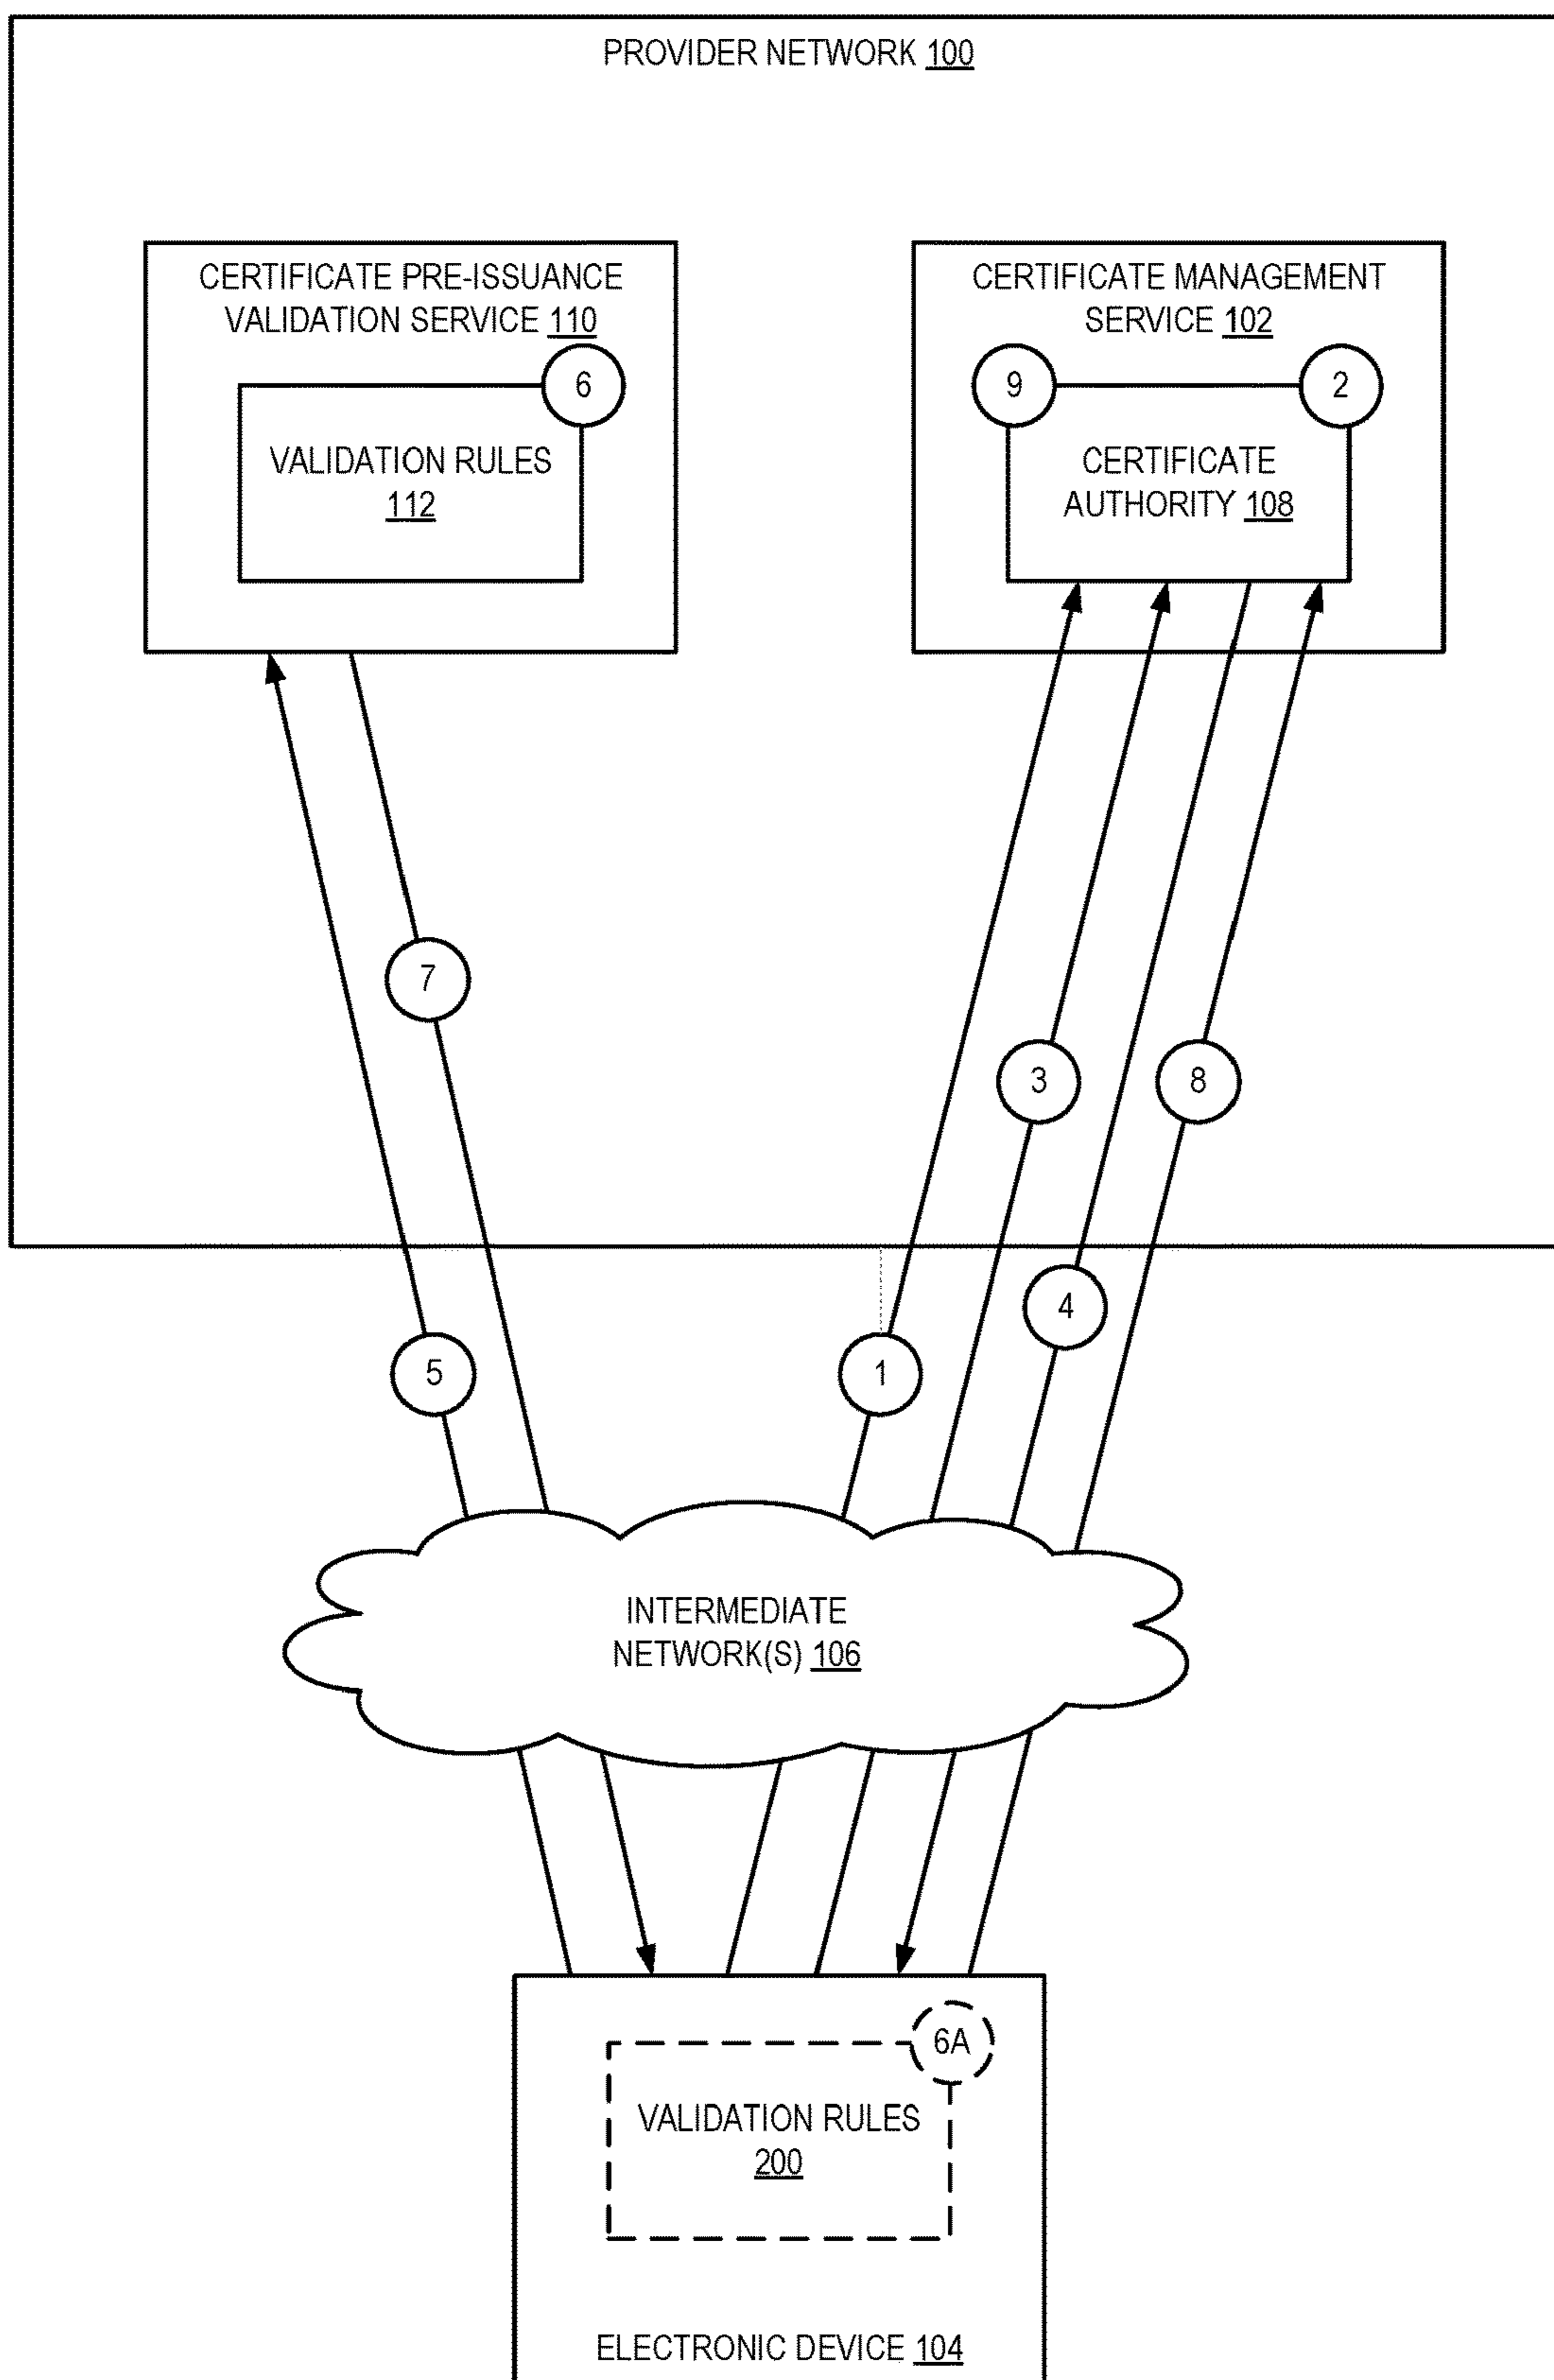 PROVIDER NETWORK 100
CERTIFICATE PRE-ISSUANCE
VALIDATION SERVICE 110
6
VALIDATION RULES
112
CERTIFICATE MANAGEMENT
SERVICE 102
9
2
CERTIFICATE
AUTHORITY 108
7
3
8
4
5
1
INTERMEDIATE
NETWORK(S) 106
6A
VALIDATION RULES
200
ELECTRONIC DEVICE 104